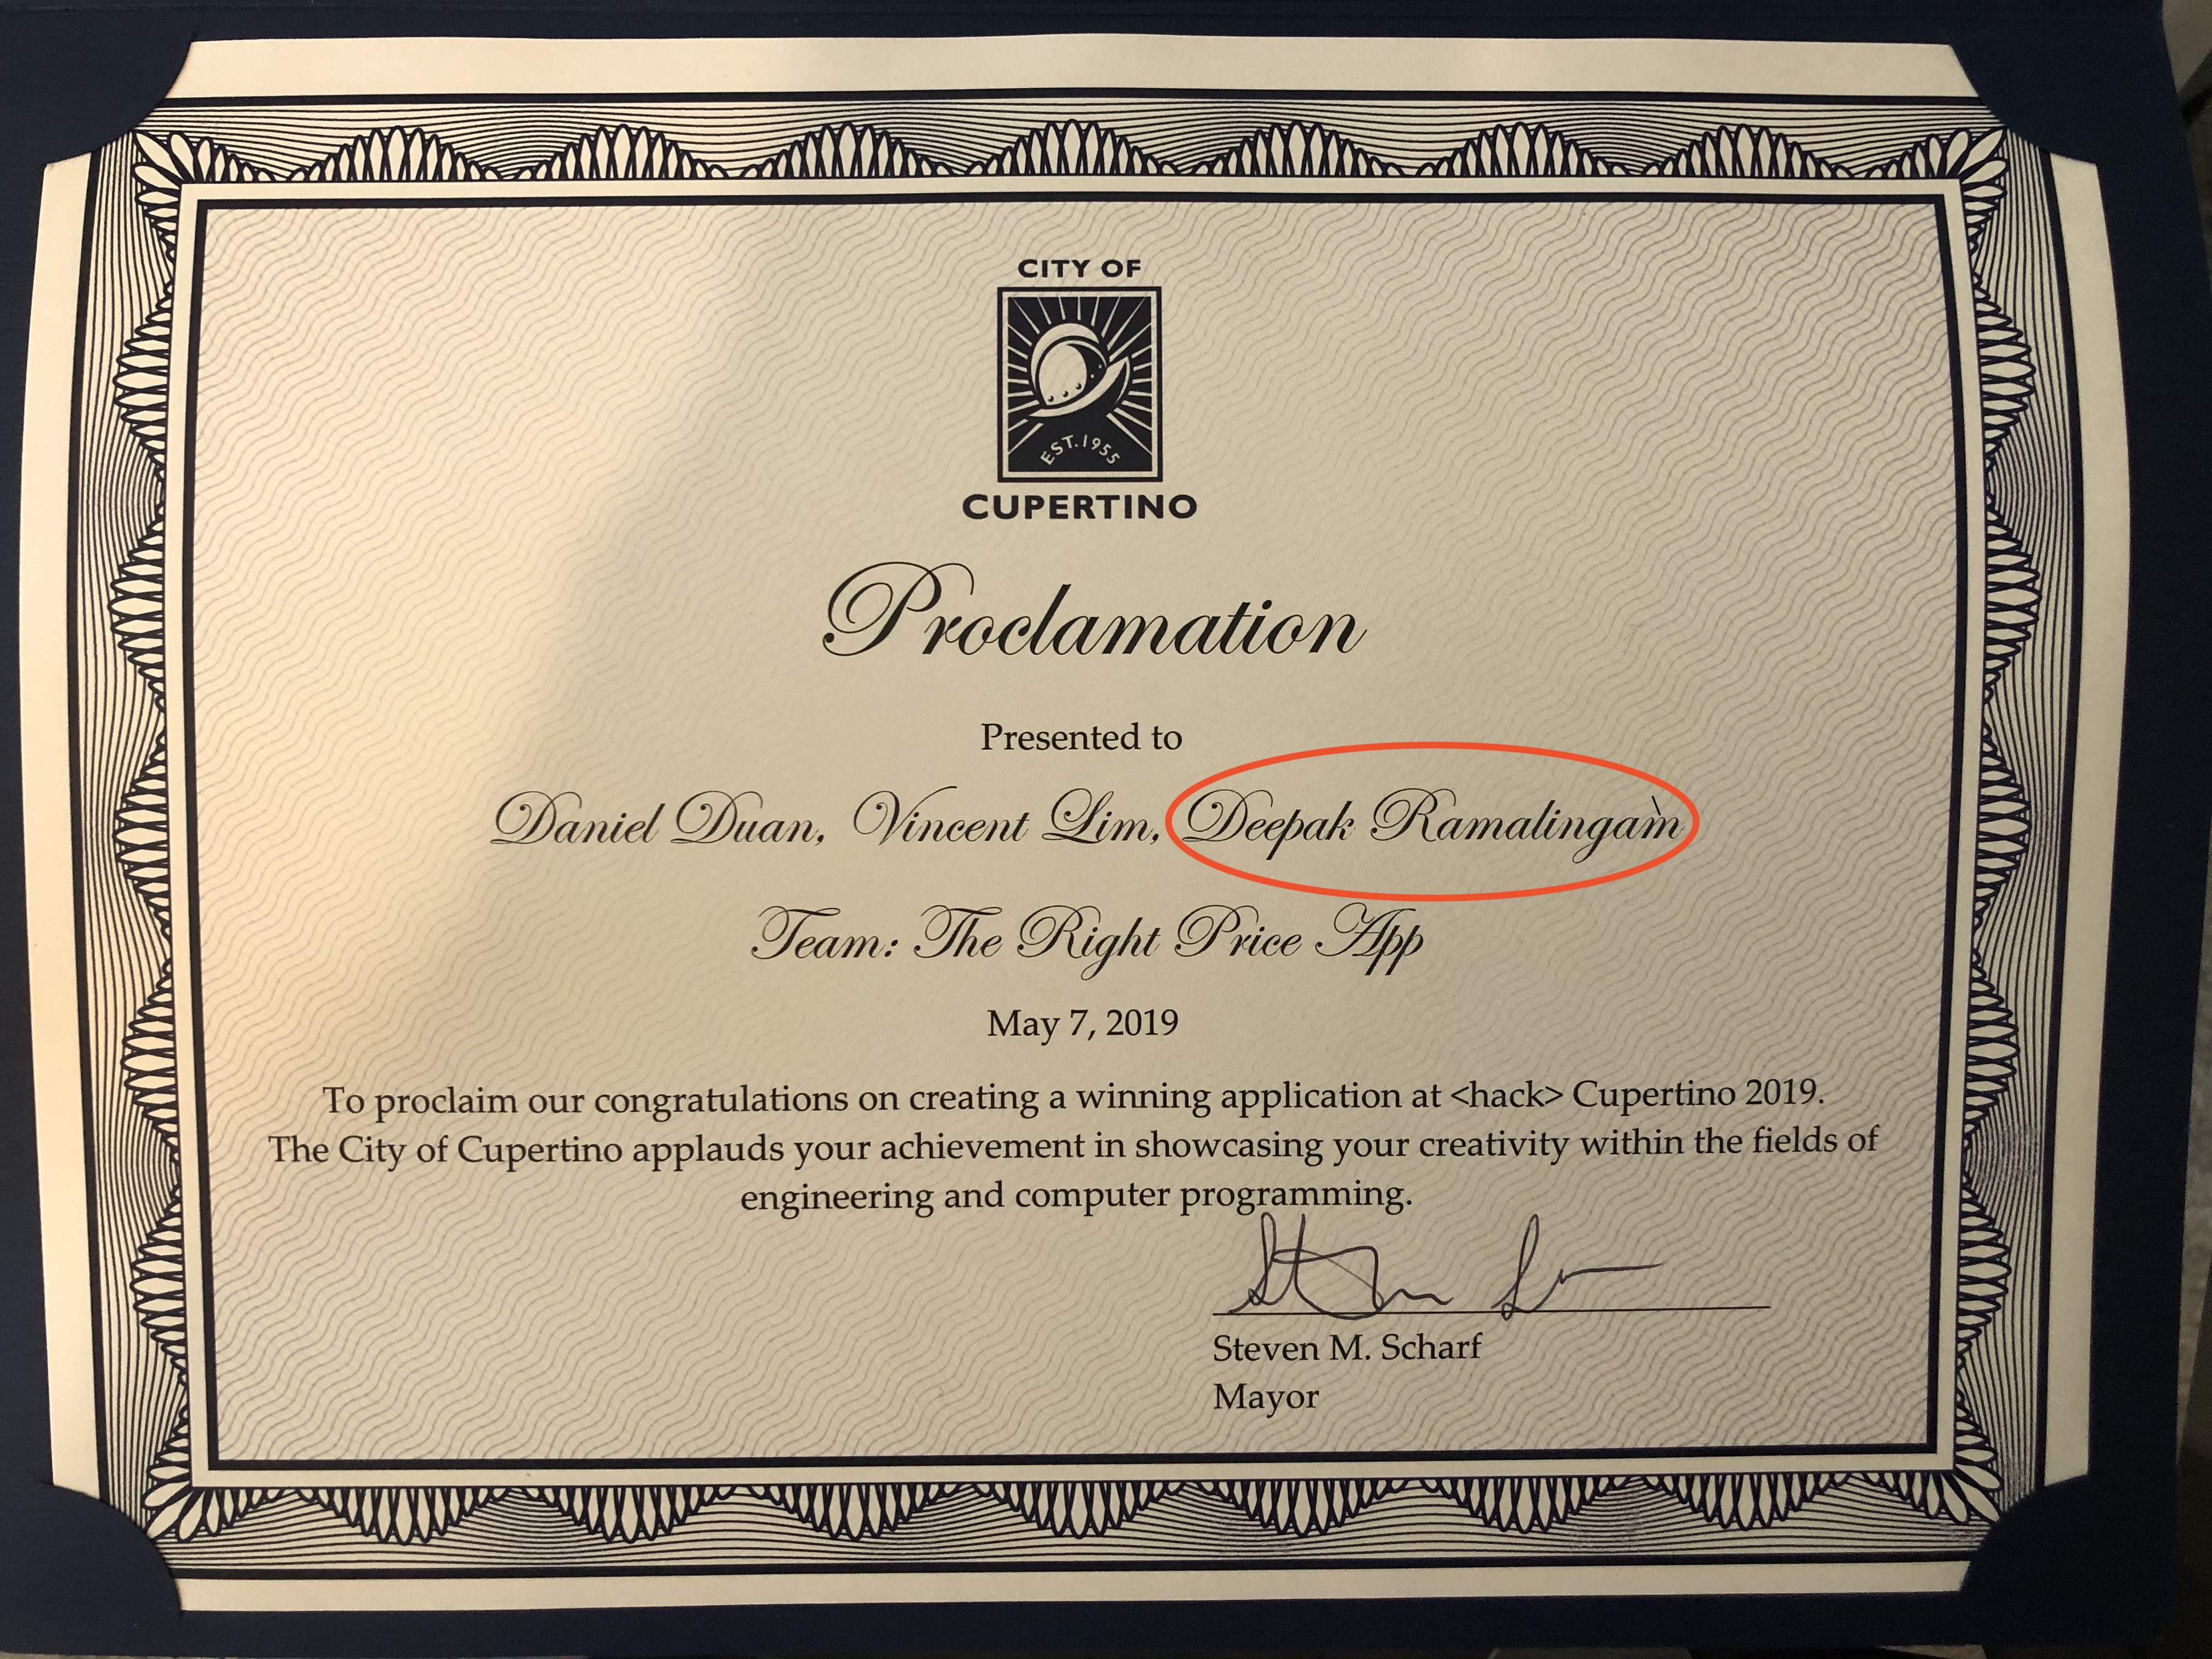 CITY OF
EST. 1955
CUPERTINO
Proclamation
Presented to
Daniel Duan, Vincent Lim, Deepak Ramalingam̀
Team: The Right Price App
May 7, 2019
To proclaim our congratulations on creating a winning application at <hack> Cupertino 2019.
The City of Cupertino applauds your achievement in showcasing your creativity within the fields of
engineering and computer programming.
Steven M. Scharf
Mayor